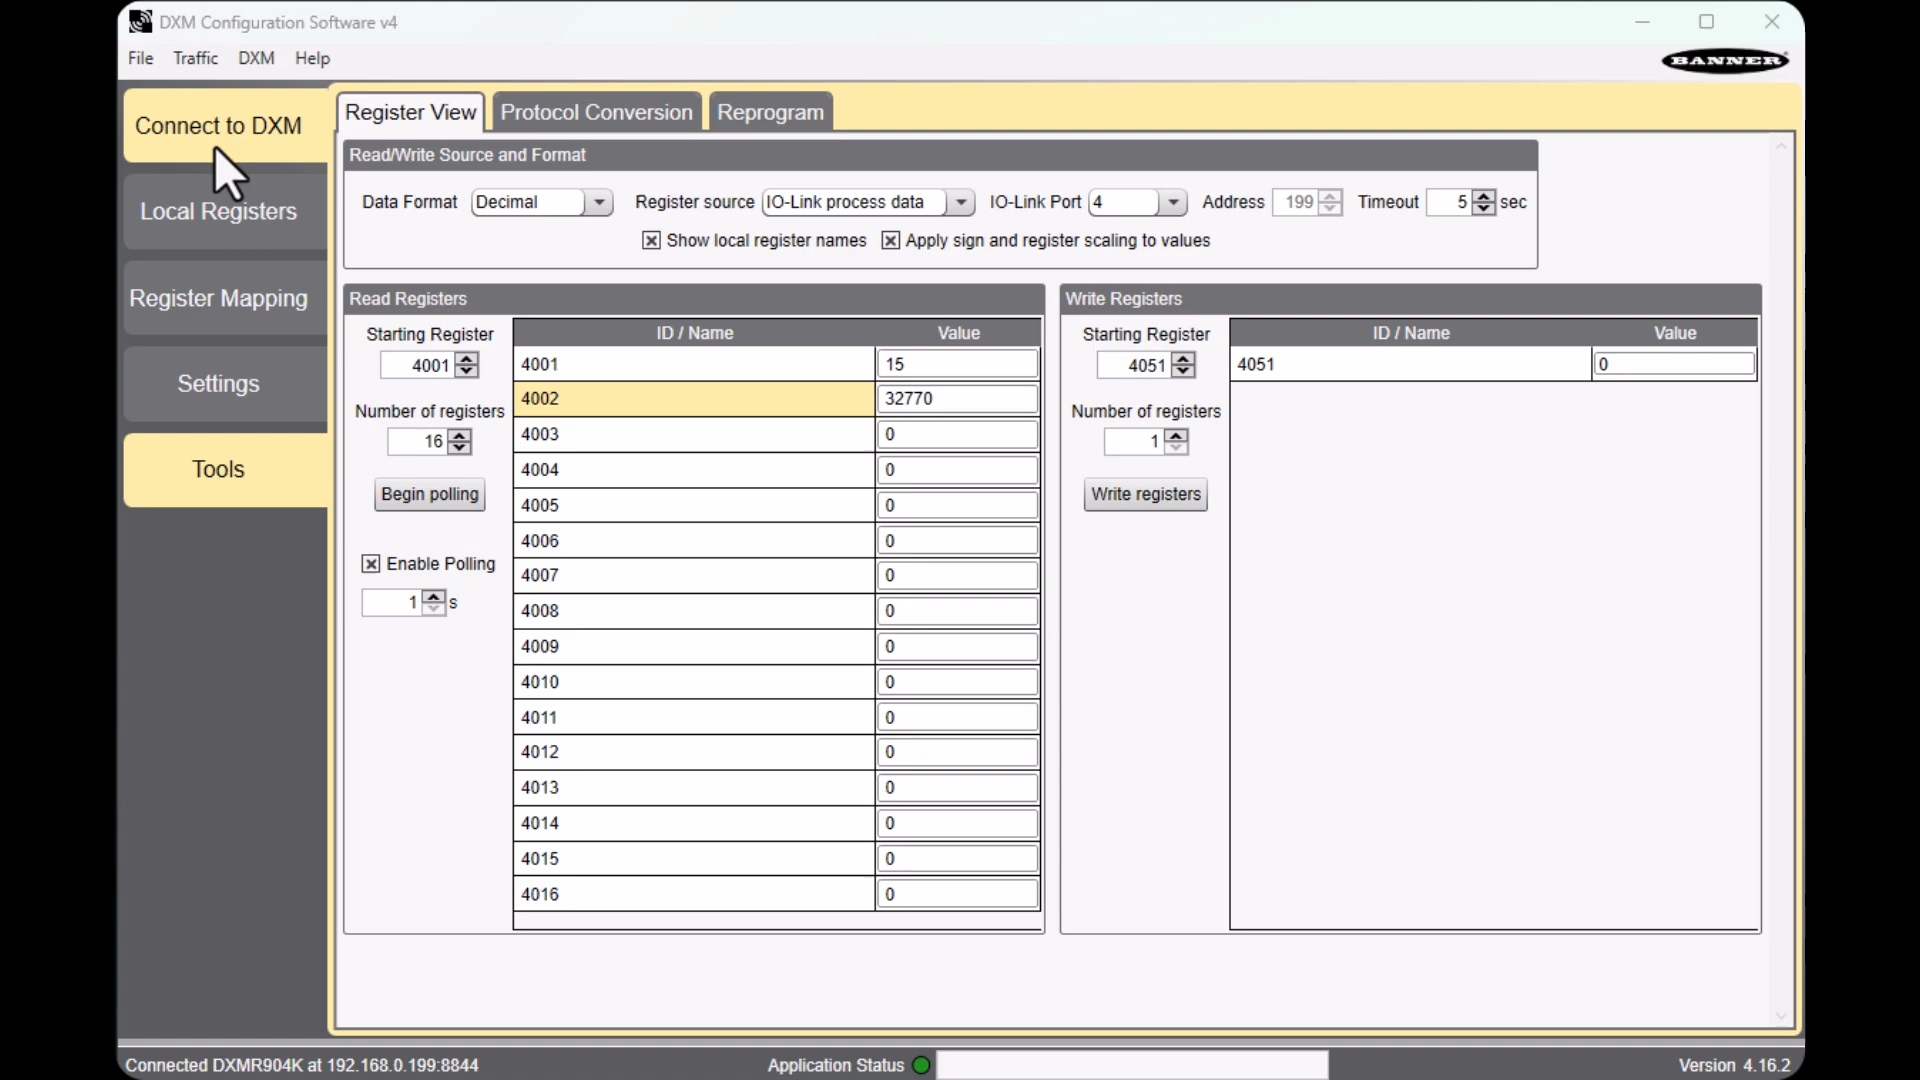 DXM Configuration Software v4
File Traffic DXM Help
BANNER
Connect to DXM
Local Registers
Register Mapping
Settings
Tools
Register View Protocol Conversion Reprogram
Read/Write Source and Format
Data Format Decimal Register source IO-Link process data IO-Link Port 4 Address 199 Timeout 5 sec
Show local register names Apply sign and register scaling to values
Read Registers
Starting Register
4001
Number of registers
16
Begin polling
Enable Polling
1 s
ID / Name Value
4001 15
4002 32770
4003 0
4004 0
4005 0
4006 0
4007 0
4008 0
4009 0
4010 0
4011 0
4012 0
4013 0
4014 0
4015 0
4016 0
Write Registers
Starting Register
4051
Number of registers
1
Write registers
ID / Name Value
4051 0
Connected DXMR904K at 192.168.0.199:8844
Application Status
Version 4.16.2